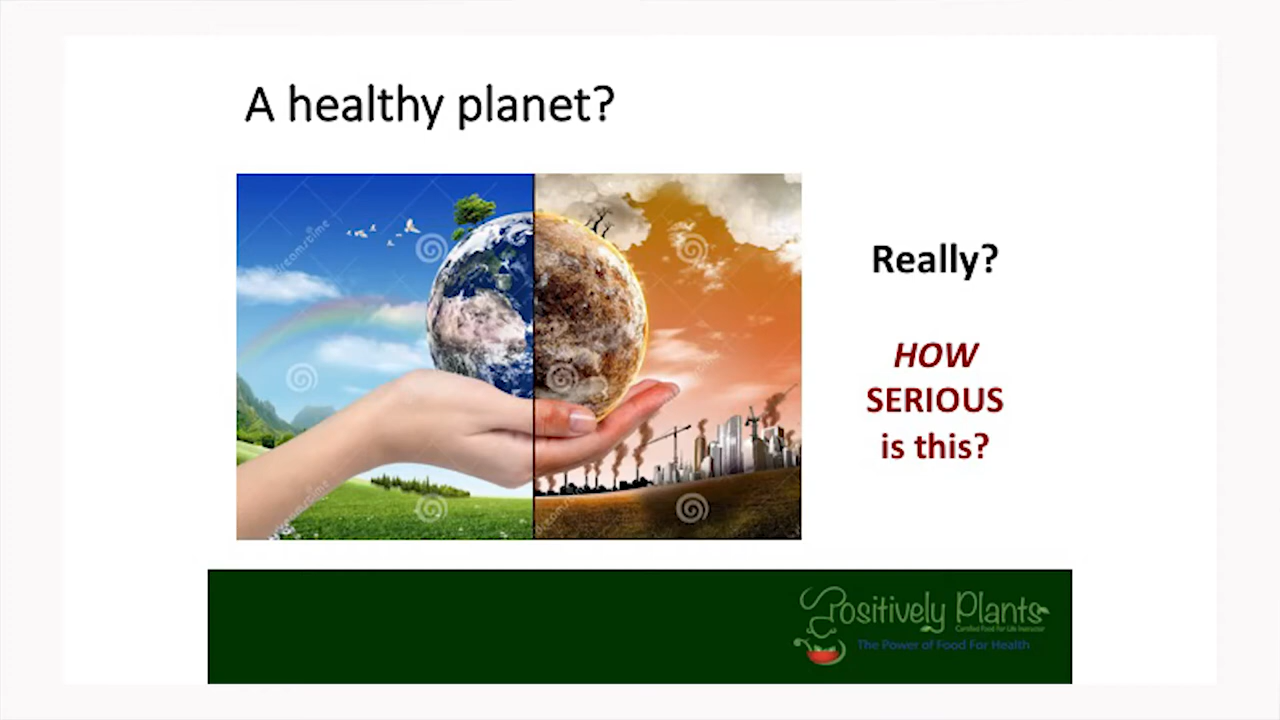 A healthy planet?
dreamstime
Really?
HOW
SERIOUS
is this?
Positively Plants
Certified Food for Life Instructor
The Power of Food For Health